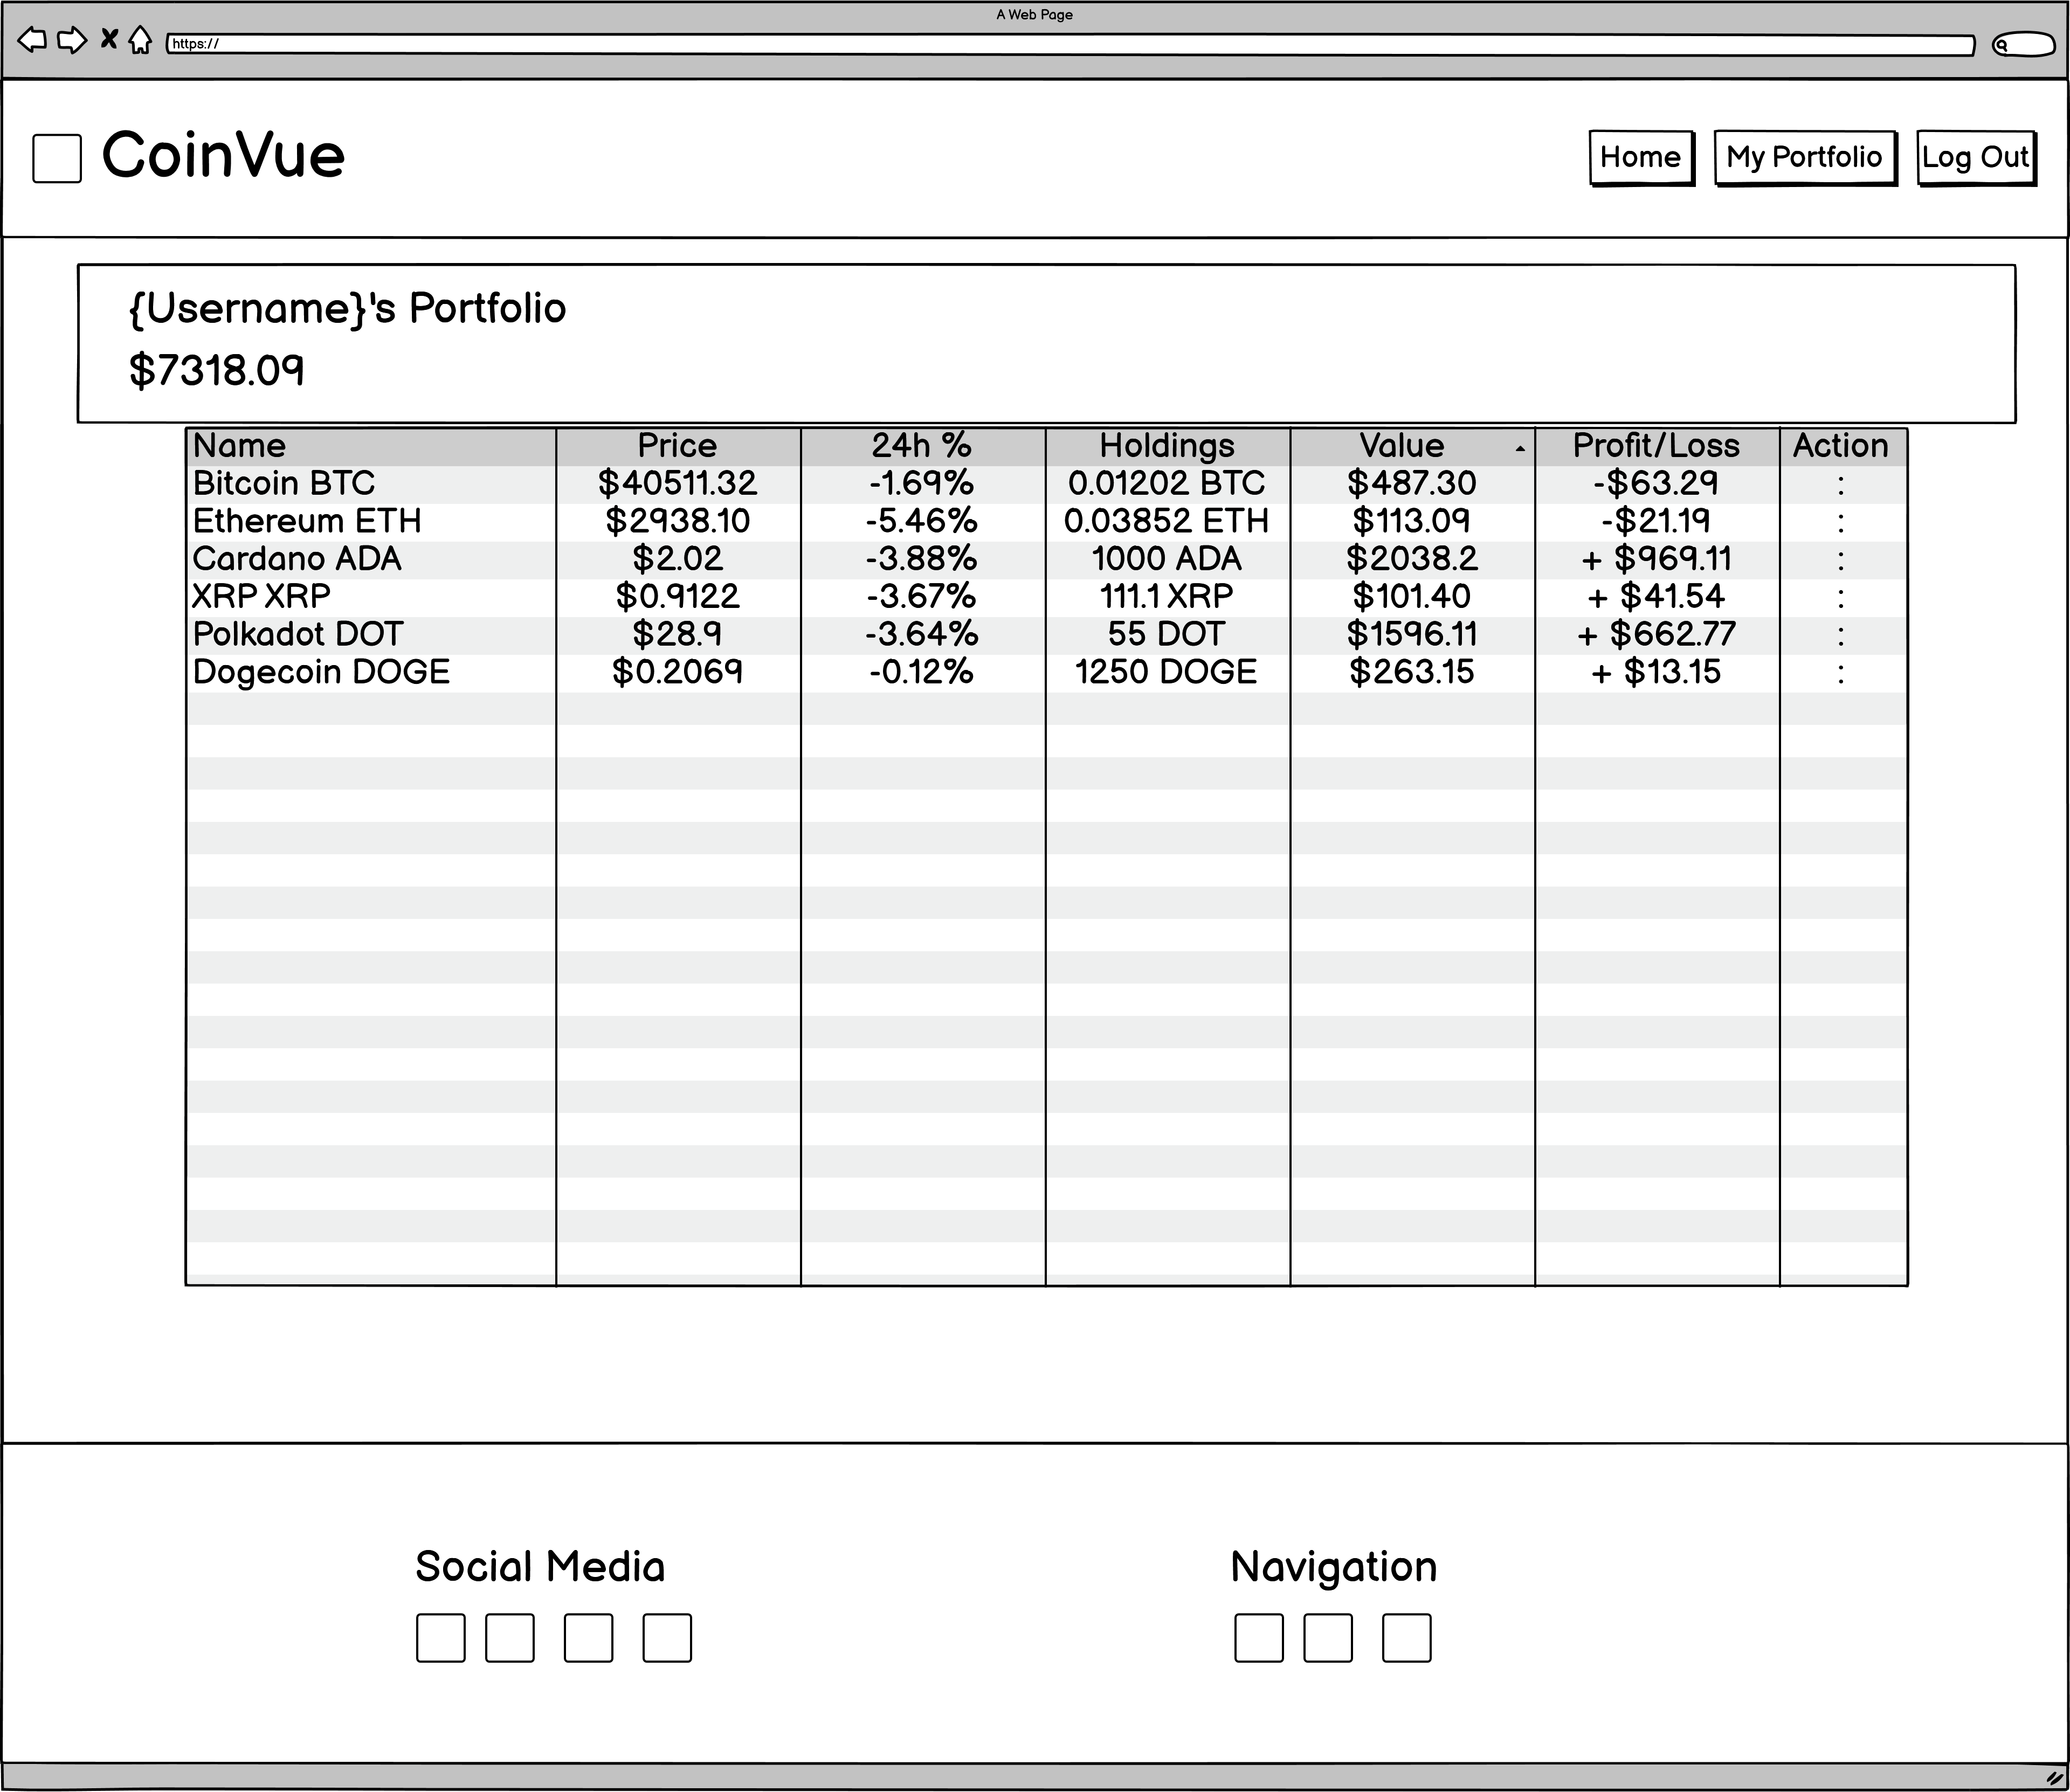 A Web Page
https://
CoinVue Home My Portfolio Log Out
{Username}'s Portfolio
$7318.09
Name Price 24h % Holdings Value Profit/Loss Action
Bitcoin BTC $40511.32 -1.69% 0.01202 BTC $487.30 -$63.29 :
Ethereum ETH $2938.10 -5.46% 0.03852 ETH $113.09 -$21.19 :
Cardano ADA $2.02 -3.88% 1000 ADA $2038.2 + $969.11 :
XRP XRP $0.9122 -3.67% 111.1 XRP $101.40 + $41.54 :
Polkadot DOT $28.9 -3.64% 55 DOT $1596.11 + $662.77 :
Dogecoin DOGE $0.2069 -0.12% 1250 DOGE $263.15 + $13.15 :
Social Media Navigation